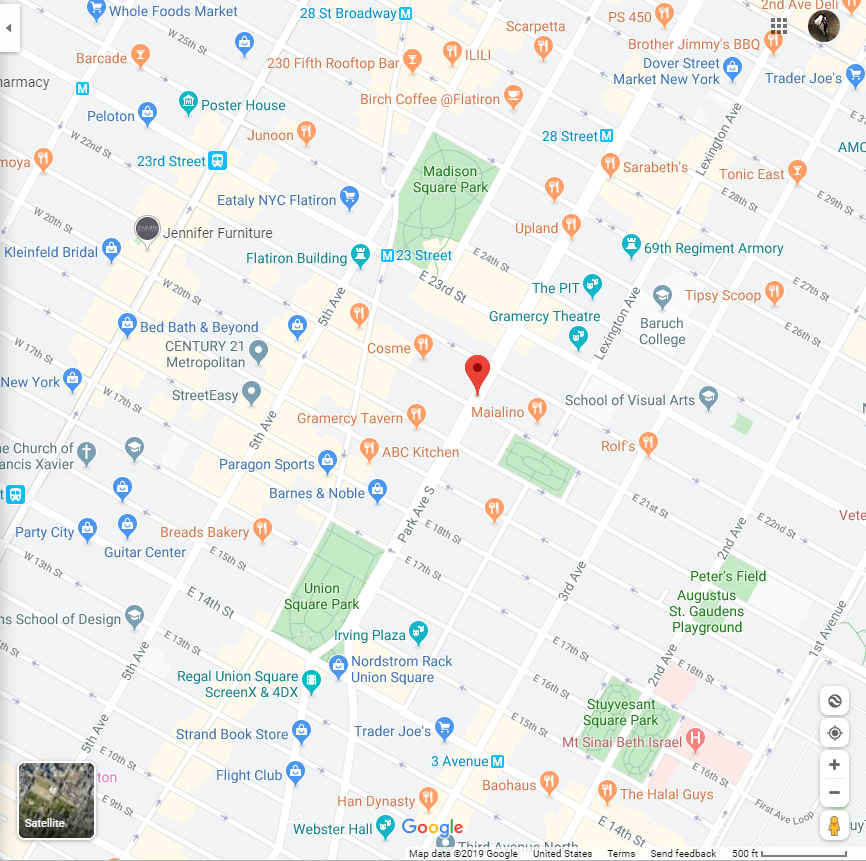 Whole Foods Market
28 St Broadway M
Scarpetta
PS 450
2nd Ave Deli
W 25th St
Barcade
230 Fifth Rooftop Bar
ILILI
Brother Jimmy's BBQ
Dover Street
Market New York
Trader Joe's
harmacy
M
Peloton
Poster House
Birch Coffee @Flatiron
Lexington Ave
W 22nd St
Junoon
28 Street M
AMC
moya
23rd Street
Madison
Square Park
Sarabeth's
Tonic East
E 28th St
E 29th St
Eataly NYC Flatiron
W 20th St
Jennifer Furniture
Upland
Kleinfeld Bridal
Flatiron Building
M 23 Street
E 24th St
69th Regiment Armory
E 23rd St
The PIT
Tipsy Scoop
E 27th St
W 20th St
5th Ave
Gramercy Theatre
Baruch
College
Lexington Ave
E 26th St
Bed Bath & Beyond
CENTURY 21
Metropolitan
Cosme
W 17th St
New York
StreetEasy
W 17th St
School of Visual Arts
Gramercy Tavern
Maialino
5th Ave
ABC Kitchen
Rolf's
he Church of
ancis Xavier
Paragon Sports
Barnes & Noble
Park Ave S
E 21st St
E 22nd St
Vete
t
Party City
Guitar Center
Breads Bakery
E 18th St
2nd Ave
E 15th St
W 13th St
E 17th St
3rd Ave
Peter's Field
Augustus
St. Gaudens
Playground
Union
Square Park
E 14th St
ns School of Design
Irving Plaza
E 13th St
E 17th St
1st Avenue
5th Ave
Nordstrom Rack
Union Square
2nd Ave
E 18th St
Regal Union Square
ScreenX & 4DX
E 16th St
Stuyvesant
Square Park
Strand Book Store
Trader Joe's
E 15th St
Mt Sinai Beth Israel
H
5th Ave
E 10th St
3 Avenue M
E 16th St
ton
Flight Club
Baohaus
E 9th St
Han Dynasty
The Halal Guys
First Ave Loop
Satellite
Webster Hall
Google
E 14th St
Third Avenue North
Map data ©2019 Google
United States
Terms
Send feedback
500 ft